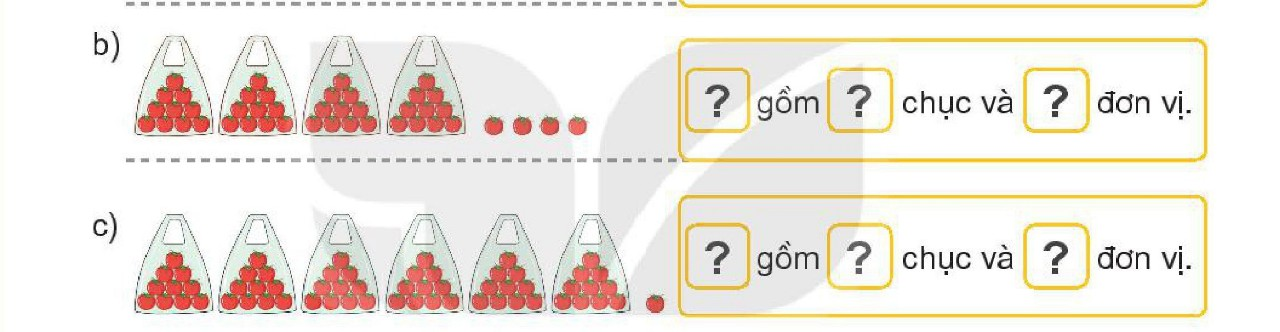 b)
? gồm ? chục và ? đơn vị.
c)
? gồm ? chục và ? đơn vị.